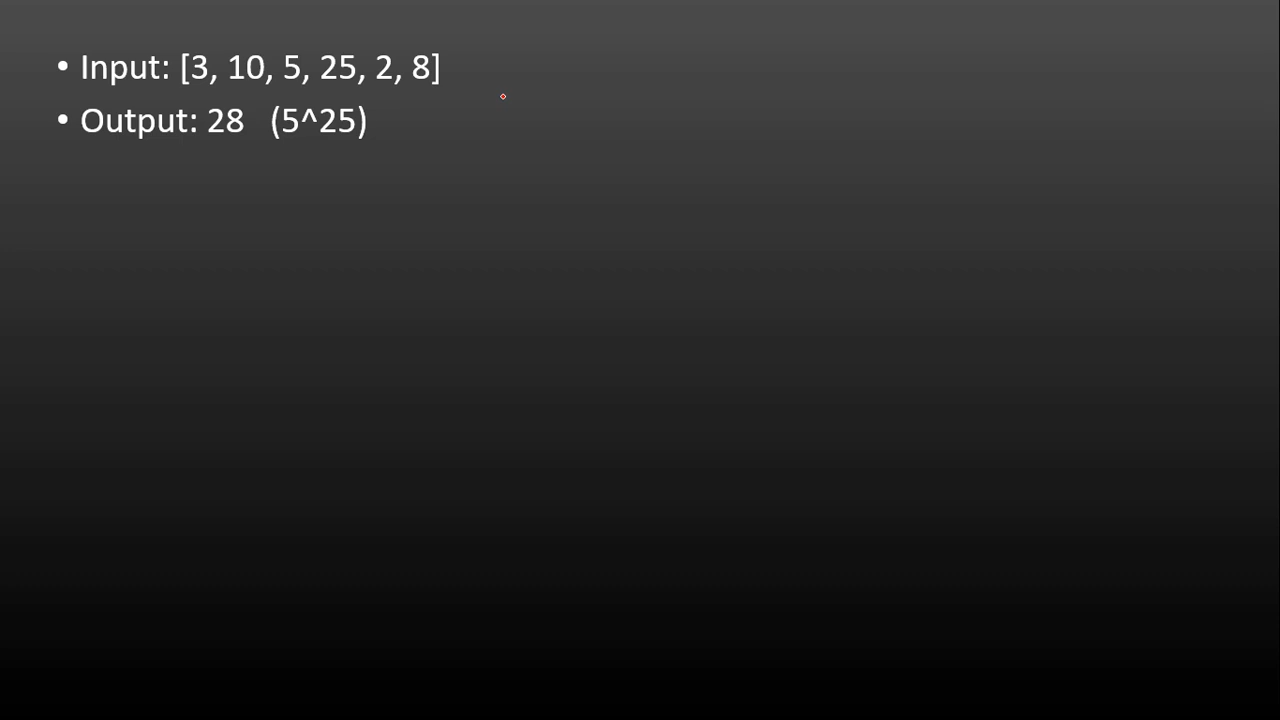 • Input: [3, 10, 5, 25, 2, 8]
• Output: 28 (5^25)